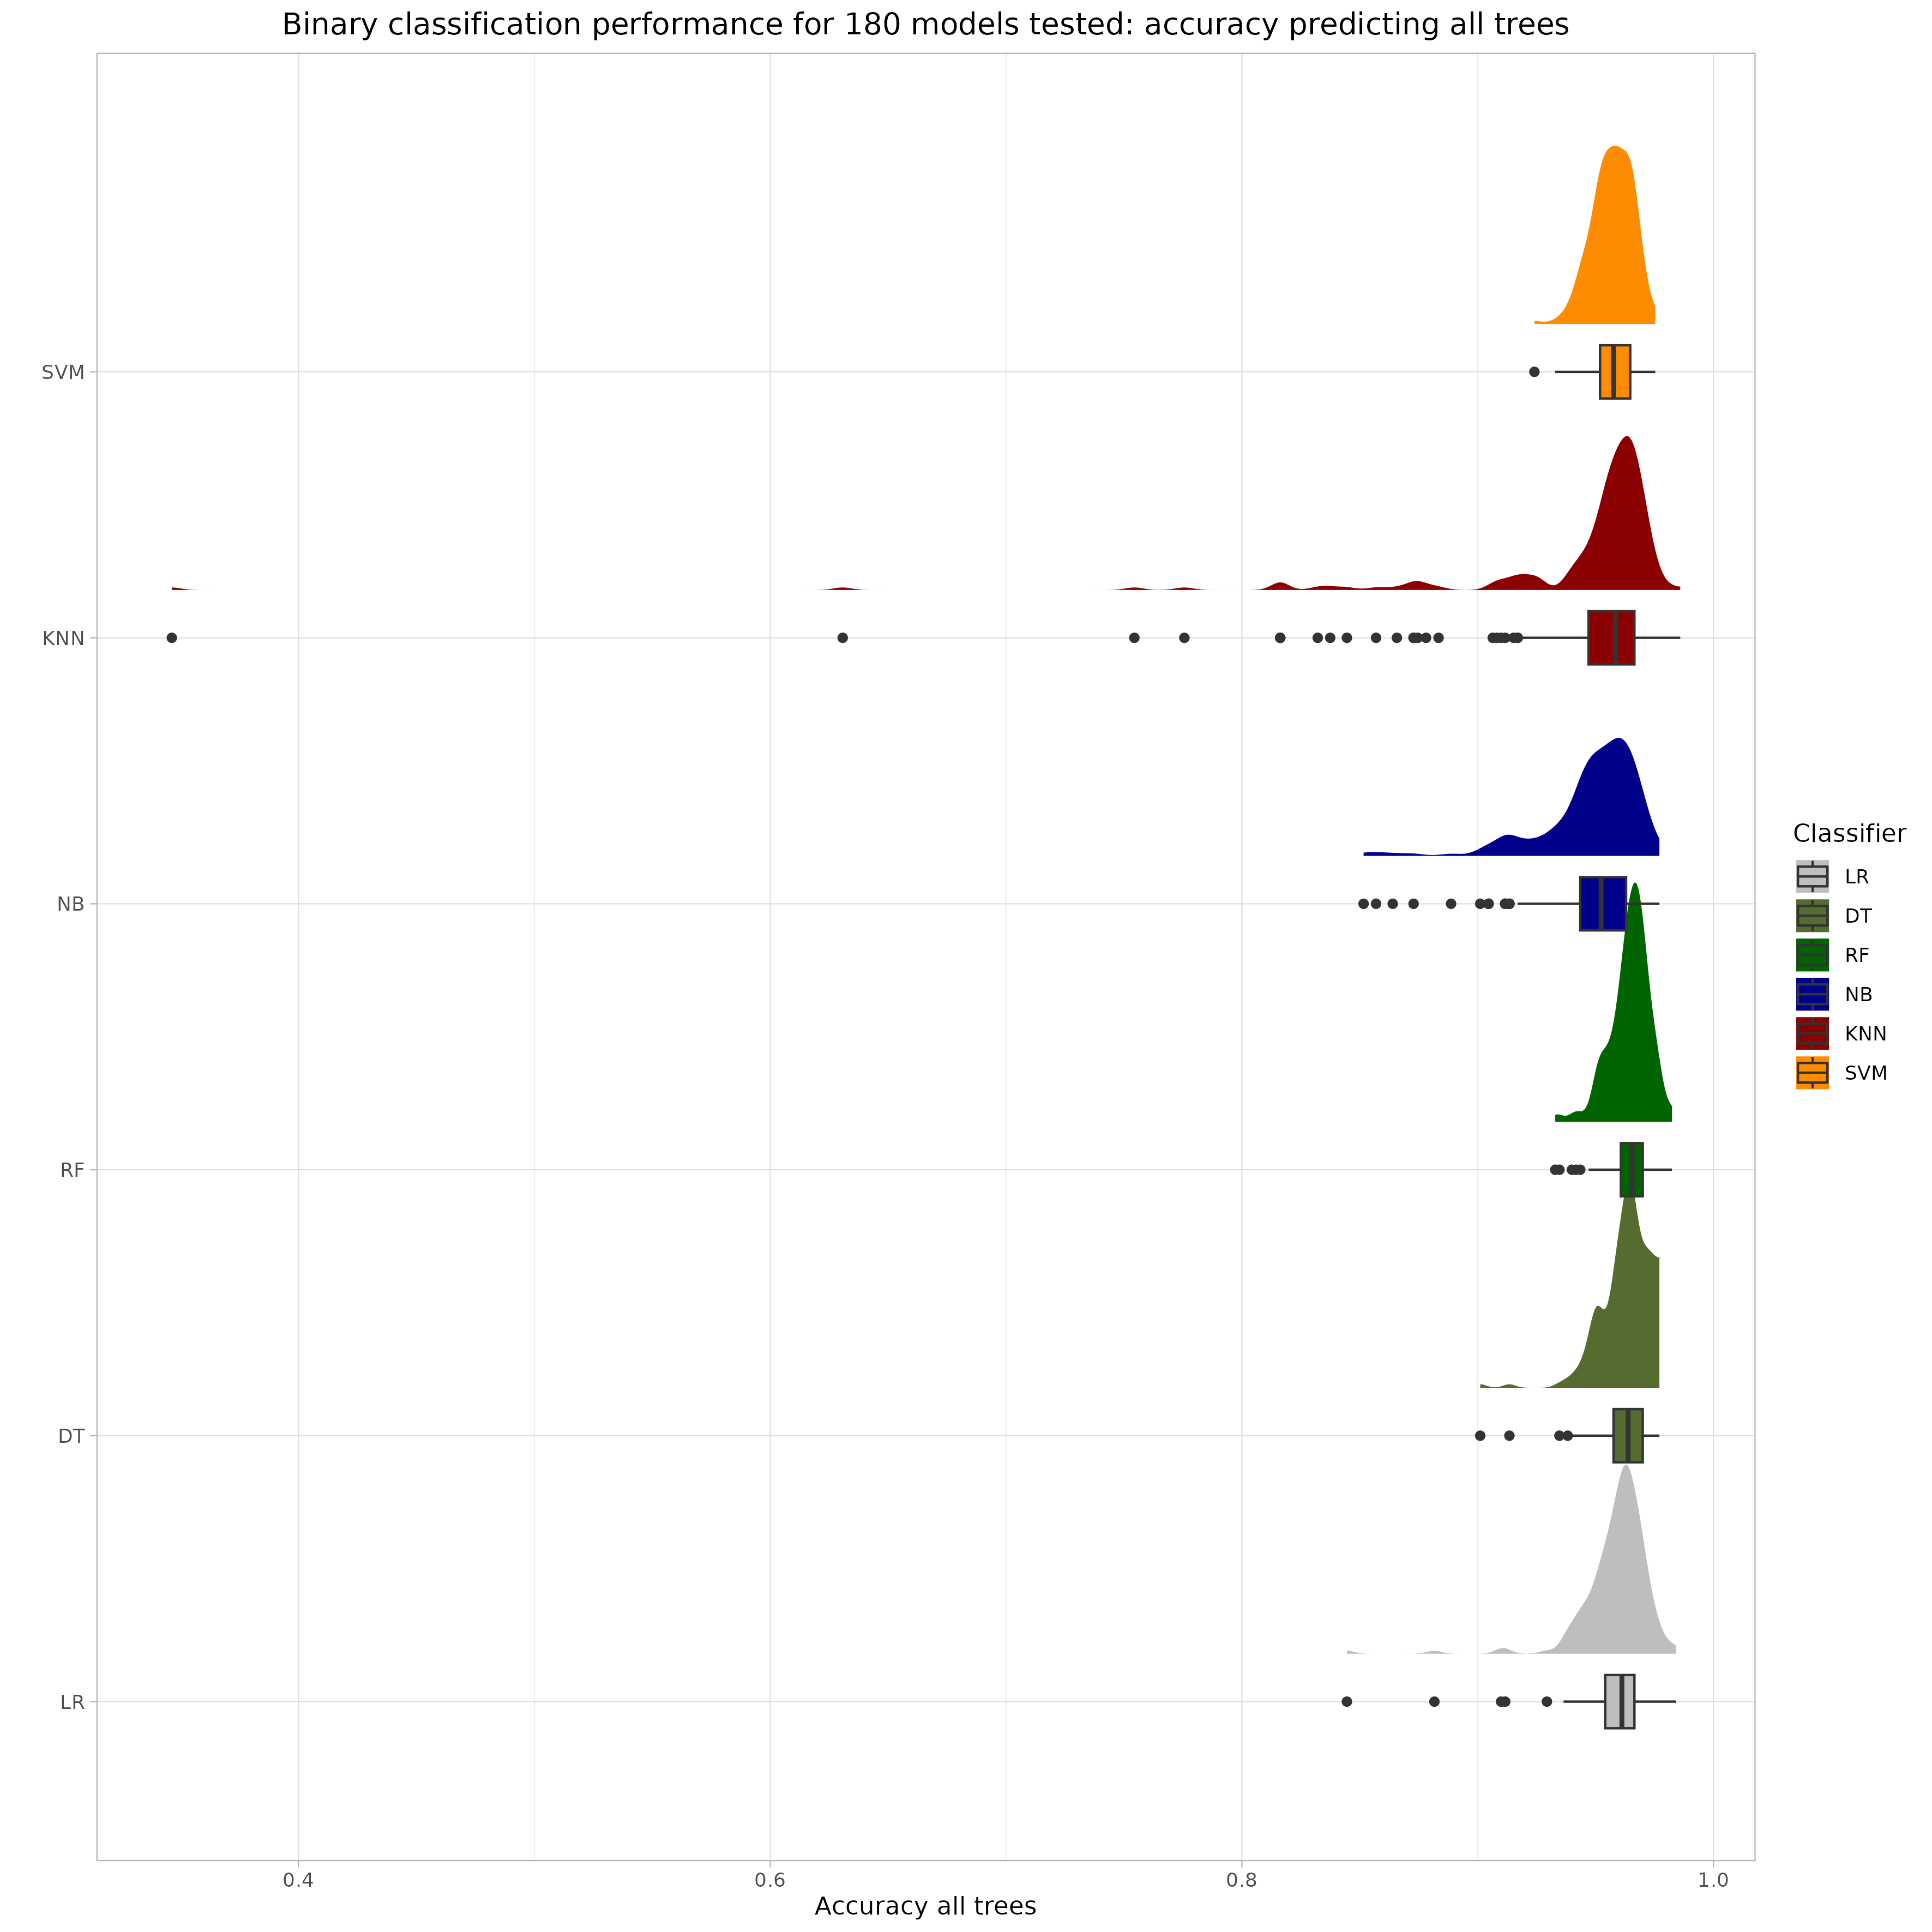 Binary classification performance for 180 models tested: accuracy predicting all trees
SVM
KNN
NB
RF
DT
LR
0.4
0.6
0.8
1.0
Accuracy all trees
Classifier
LR
DT
RF
NB
KNN
SVM